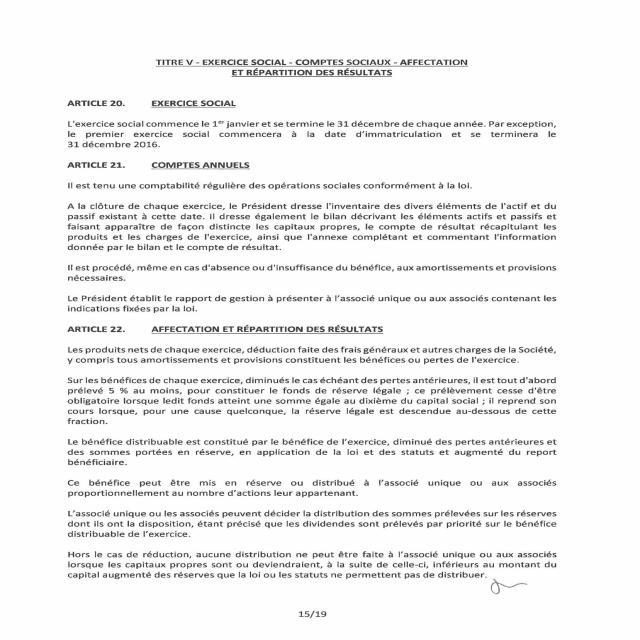 TITRE V - EXERCICE SOCIAL - COMPTES SOCIAUX - AFFECTATION
ET RÉPARTITION DES RÉSULTATS
ARTICLE 20. EXERCICE SOCIAL
L'exercice social commence le 1er janvier et se termine le 31 décembre de chaque année. Par exception,
le premier exercice social commencera à la date d'immatriculation et se terminera le
31 décembre 2016.
ARTICLE 21. COMPTES ANNUELS
Il est tenu une comptabilité régulière des opérations sociales conformément à la loi.
A la clôture de chaque exercice, le Président dresse l'inventaire des divers éléments de l'actif et du
passif existant à cette date. Il dresse également le bilan décrivant les éléments actifs et passifs et
faisant apparaître de façon distincte les capitaux propres, le compte de résultat récapitulant les
produits et les charges de l'exercice, ainsi que l'annexe complétant et commentant l'information
donnée par le bilan et le compte de résultat.
Il est procédé, même en cas d'absence ou d'insuffisance du bénéfice, aux amortissements et provisions
nécessaires.
Le Président établit le rapport de gestion à présenter à l'associé unique ou aux associés contenant les
indications fixées par la loi.
ARTICLE 22. AFFECTATION ET RÉPARTITION DES RÉSULTATS
Les produits nets de chaque exercice, déduction faite des frais généraux et autres charges de la Société,
y compris tous amortissements et provisions constituent les bénéfices ou pertes de l'exercice.
Sur les bénéfices de chaque exercice, diminués le cas échéant des pertes antérieures, il est tout d'abord
prélevé 5 % au moins, pour constituer le fonds de réserve légale ; ce prélèvement cesse d'être
obligatoire lorsque ledit fonds atteint une somme égale au dixième du capital social ; il reprend son
cours lorsque, pour une cause quelconque, la réserve légale est descendue au-dessous de cette
fraction.
Le bénéfice distribuable est constitué par le bénéfice de l'exercice, diminué des pertes antérieures et
des sommes portées en réserve, en application de la loi et des statuts et augmenté du report
bénéficiaire.
Ce bénéfice peut être mis en réserve ou distribué à l'associé unique ou aux associés
proportionnellement au nombre d'actions leur appartenant.
L'associé unique ou les associés peuvent décider la distribution des sommes prélevées sur les réserves
dont ils ont la disposition, étant précisé que les dividendes sont prélevés par priorité sur le bénéfice
distribuable de l'exercice.
Hors le cas de réduction, aucune distribution ne peut être faite à l'associé unique ou aux associés
lorsque les capitaux propres sont ou deviendraient, à la suite de celle-ci, inférieurs au montant du
capital augmenté des réserves que la loi ou les statuts ne permettent pas de distribuer.
15/19